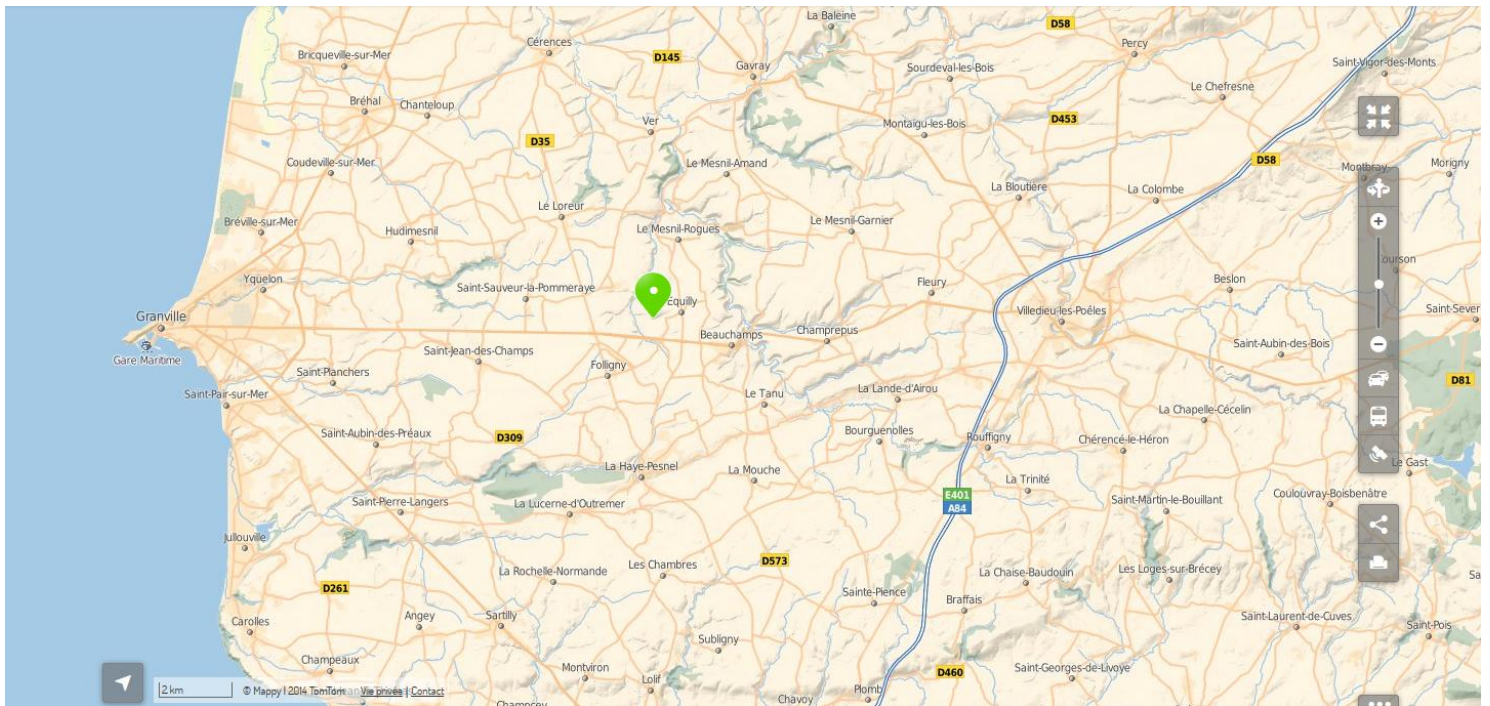 La Baleine
D58
Cérences
Percy
Bricqueville-sur-Mer
D145
Gavray
Sourdeval-les-Bois
Saint-Vigor-des-Monts
Le Chefresne
Bréhal
Chanteloup
Ver
Montaigu-les-Bois
D453
D35
Coudeville-sur-Mer
Le Mesnil-Amand
D58
Montbray
Morigny
La Bloutière
La Colombe
Le Loreur
Bréville-sur-Mer
Hudimesnil
Le Mesnil-Rogues
Le Mesnil-Garnier
Yquelon
Saint-Sauveur-la-Pommeraye
Equilly
Fleury
Beslon
Granville
Villedieu-les-Poêles
Saint-Sever
Gare Maritime
Saint-Jean-des-Champs
Beauchamps
Champrepus
Saint-Aubin-des-Bois
Saint-Planchers
Folligny
D81
Saint-Pair-sur-Mer
Le Tanu
La Lande-d'Airou
La Chapelle-Cécelin
Saint-Aubin-des-Préaux
D309
Bourguenolles
Rouffigny
Chérencé-le-Héron
La Haye-Pesnel
La Mouche
Le Gast
La Trinité
Saint-Pierre-Langers
La Lucerne-d'Outremer
E401
A84
Saint-Martin-le-Bouillant
Coulouvray-Boisbenâtre
Jullouville
La Rochelle-Normande
Les Chambres
D573
La Chaise-Baudouin
Les Loges-sur-Brécey
D261
Sainte-Pience
Braffais
Carolles
Angey
Sartilly
Saint-Laurent-de-Cuves
Saint-Pois
Subligny
Champeaux
Montviron
Lolif
D460
Saint-Georges-de-Livoye
Plomb
Chavoy
Champcey
2 km
© Mappy | 2014 TomTom
Vie privée | Contact